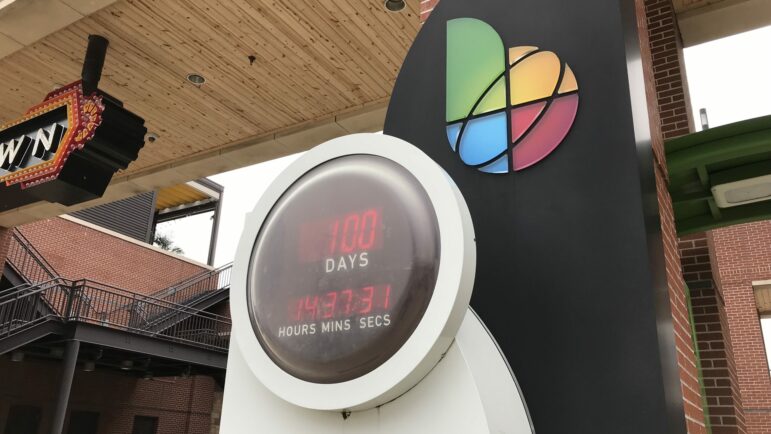 WN
100
DAYS
14:37:31
HOURS MINS SECS